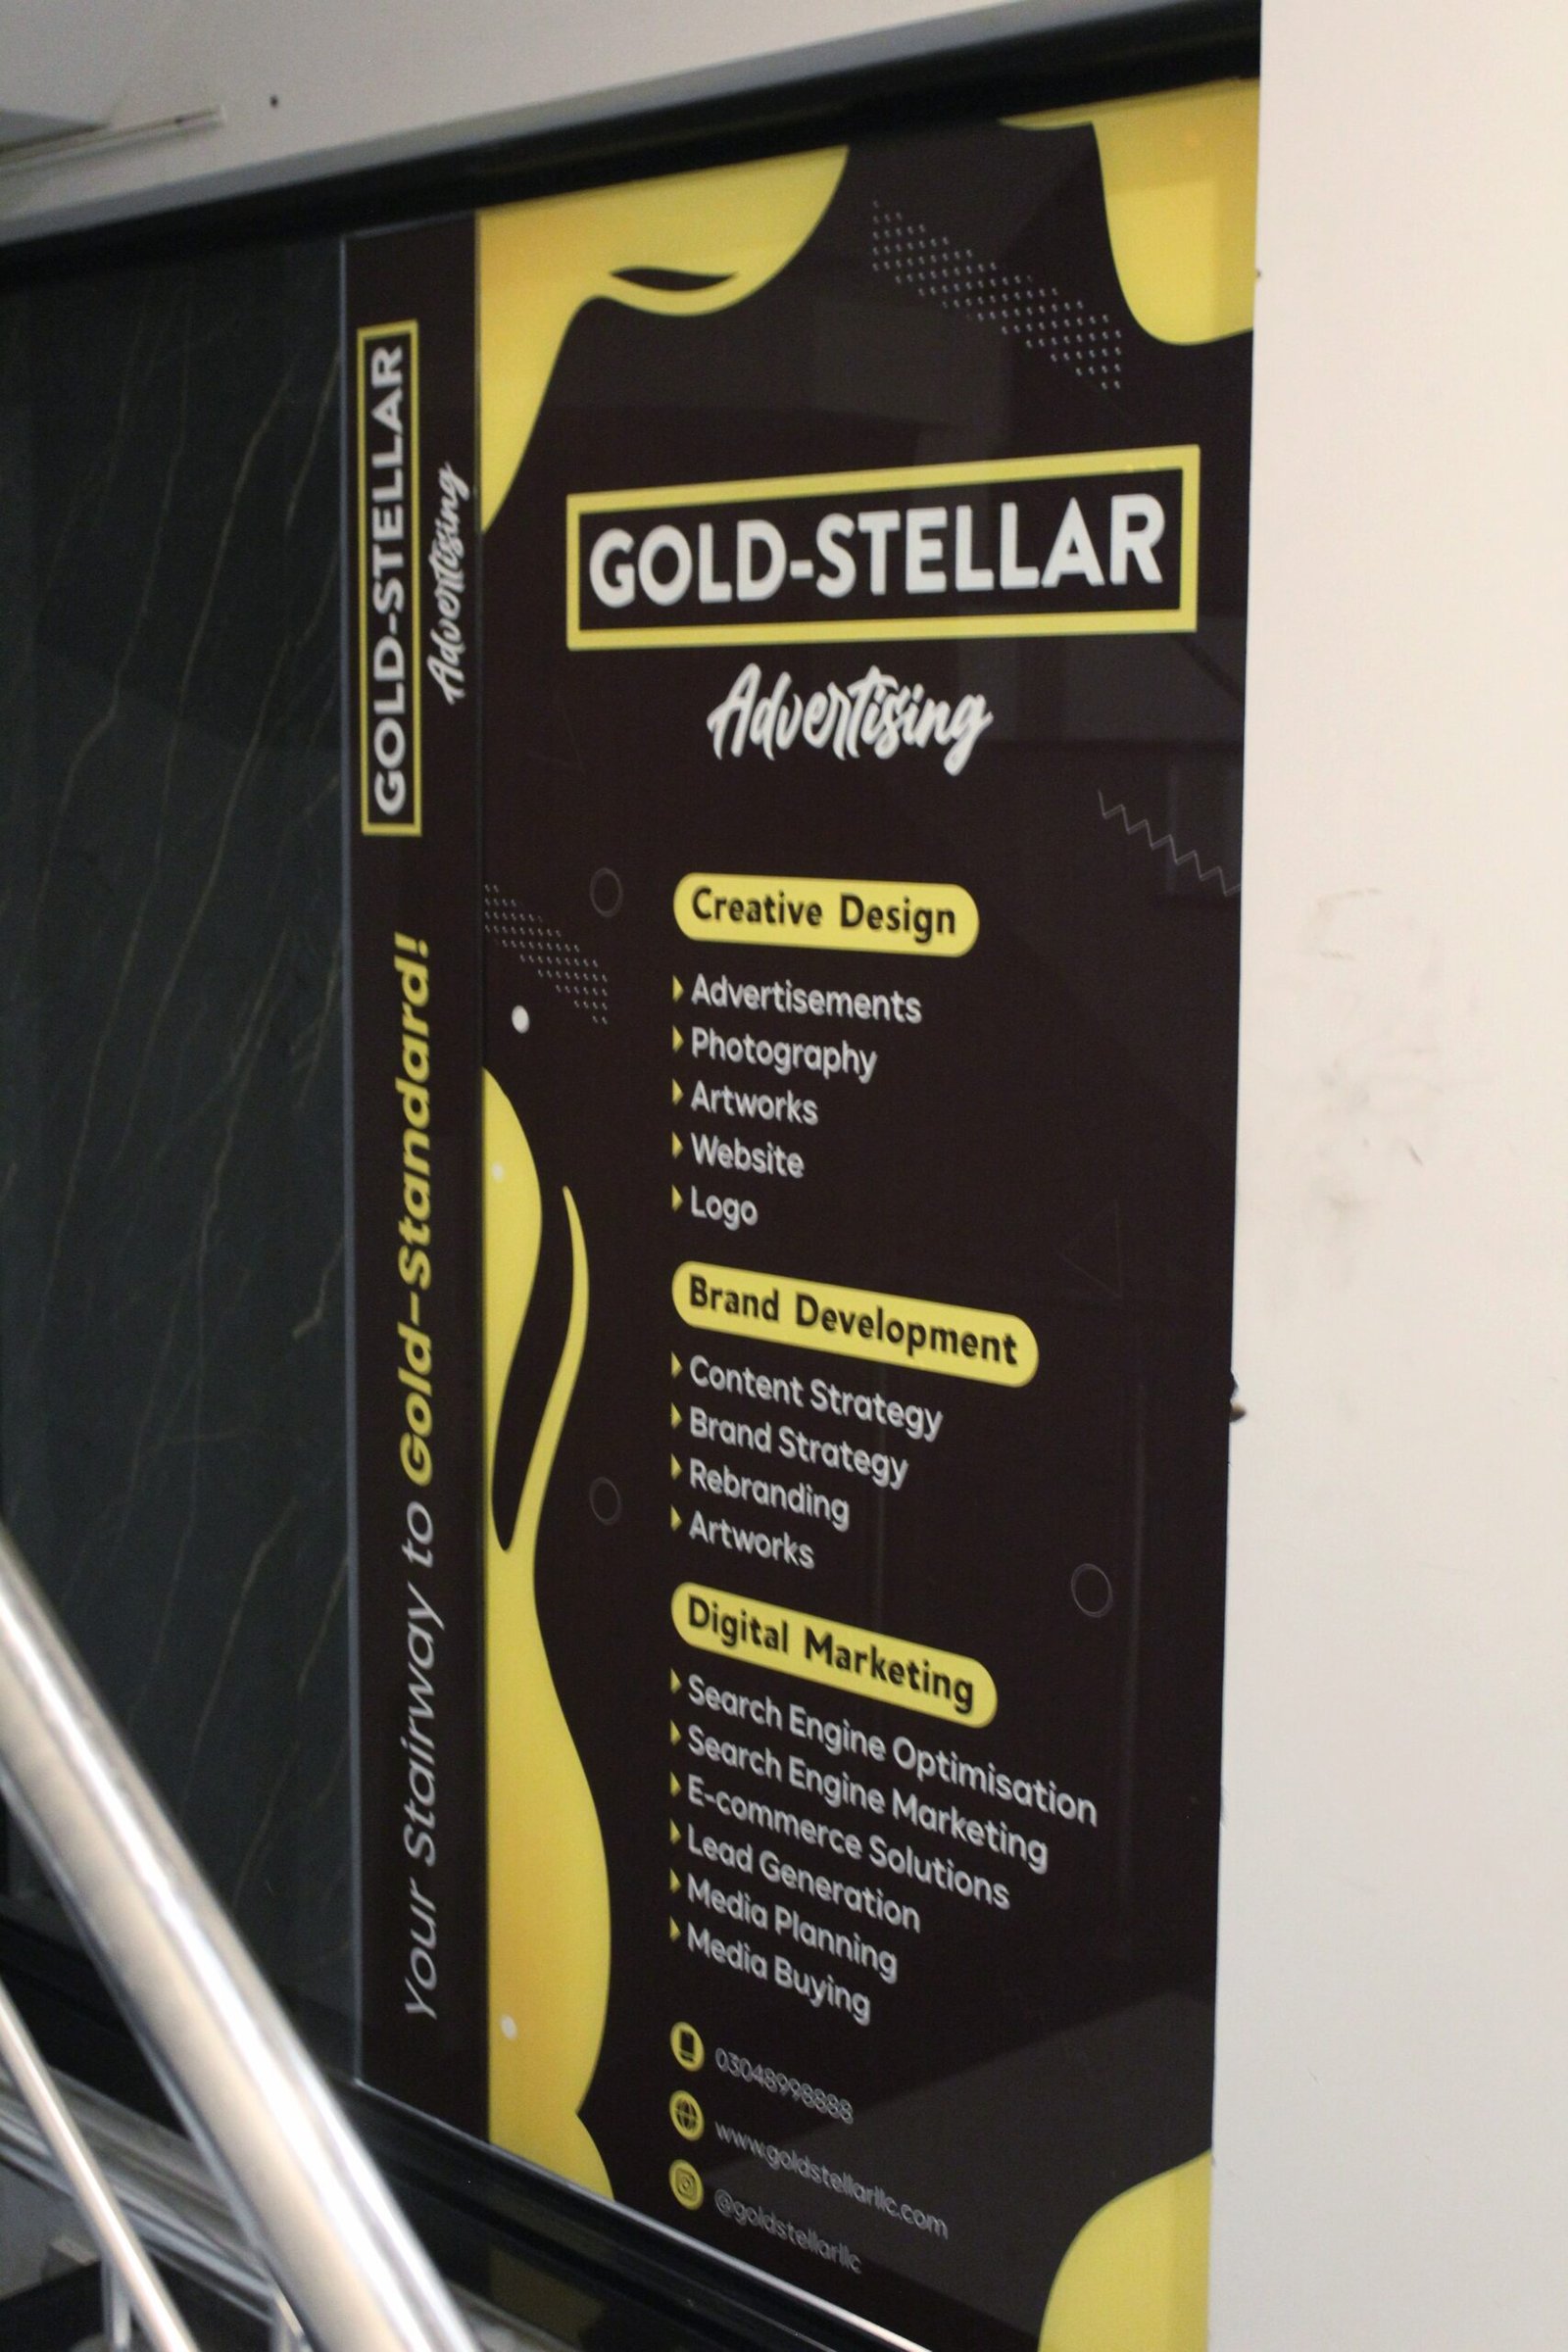 GOLD-STELLAR
Advertising
Your Stairway to Gold-Standard!
GOLD-STELLAR
Advertising
Creative Design
Advertisements
Photography
Artworks
Website
Logo
Brand Development
Content Strategy
Brand Strategy
Rebranding
Artworks
Digital Marketing
Search Engine Optimisation
Search Engine Marketing
E-commerce Solutions
Lead Generation
Media Planning
Media Buying
03048998888
www.goldstellarllc.com
@goldstellarllc